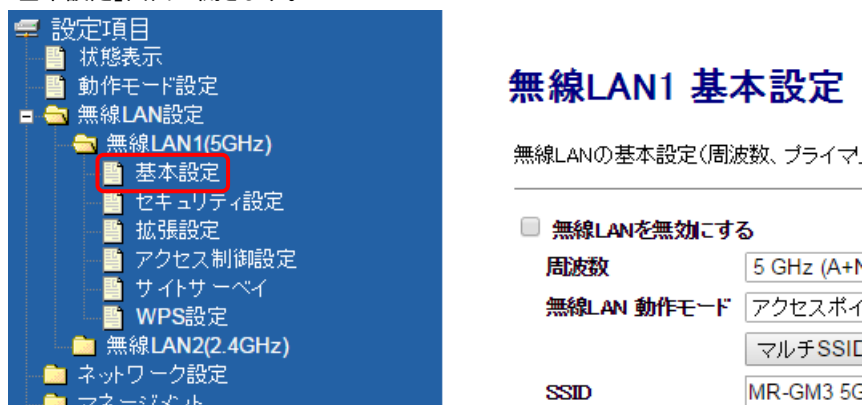 設定項目
状態表示
動作モード設定
無線LAN設定
無線LAN1(5GHz)
基本設定
セキュリティ設定
拡張設定
アクセス制御設定
サイトサーベイ
WPS設定
無線LAN2(2.4GHz)
ネットワーク設定
マネージメント
無線LAN1 基本設定
無線LANの基本設定(周波数、プライマ
無線LANを無効にする
周波数 5 GHz (A+N
無線LAN 動作モード アクセスポイ
マルチSSID
SSID MR-GM3 5G